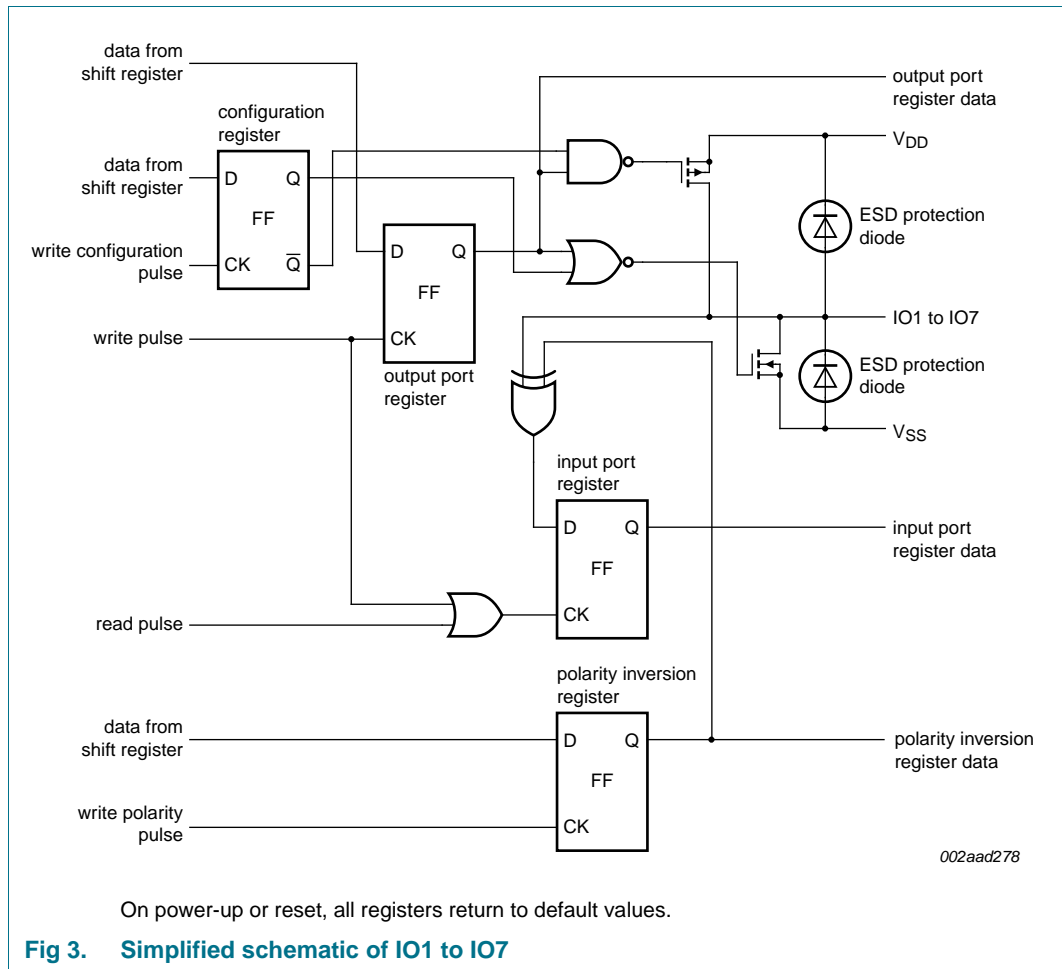 data from
shift register
output port
register data
configuration
register
VDD
data from
shift register
D
Q
ESD protection
diode
FF
D
Q
write configuration
pulse
CK
Q
FF
IO1 to IO7
write pulse
CK
ESD protection
diode
output port
register
VSS
input port
register
D
Q
input port
register data
FF
CK
read pulse
polarity inversion
register
data from
shift register
D
Q
polarity inversion
register data
FF
write polarity
pulse
CK
002aad278
On power-up or reset, all registers return to default values.
Fig 3. Simplified schematic of IO1 to IO7